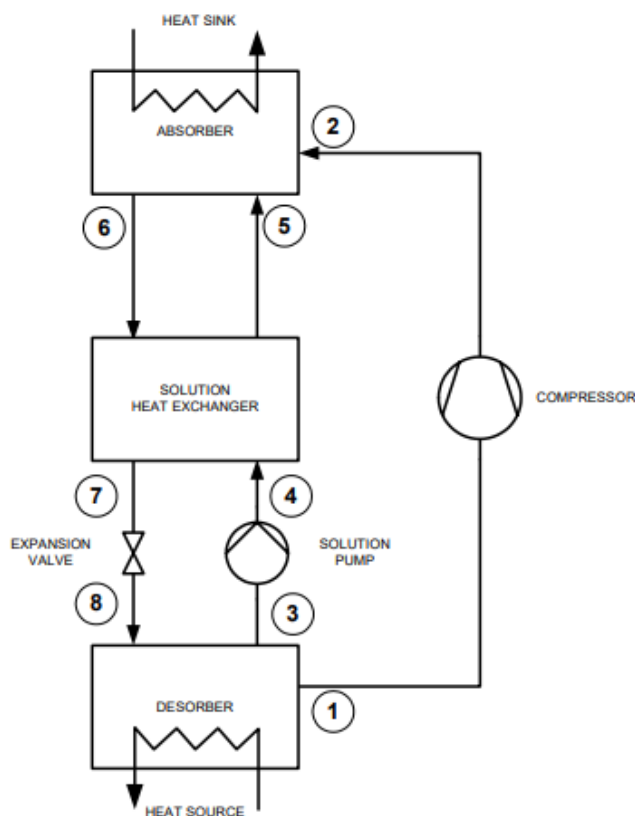 HEAT SINK
ABSORBER
2
6
5
SOLUTION
HEAT EXCHANGER
COMPRESSOR
7
4
EXPANSION
VALVE
SOLUTION
PUMP
8
3
DESORBER
1
HEAT SOURCE